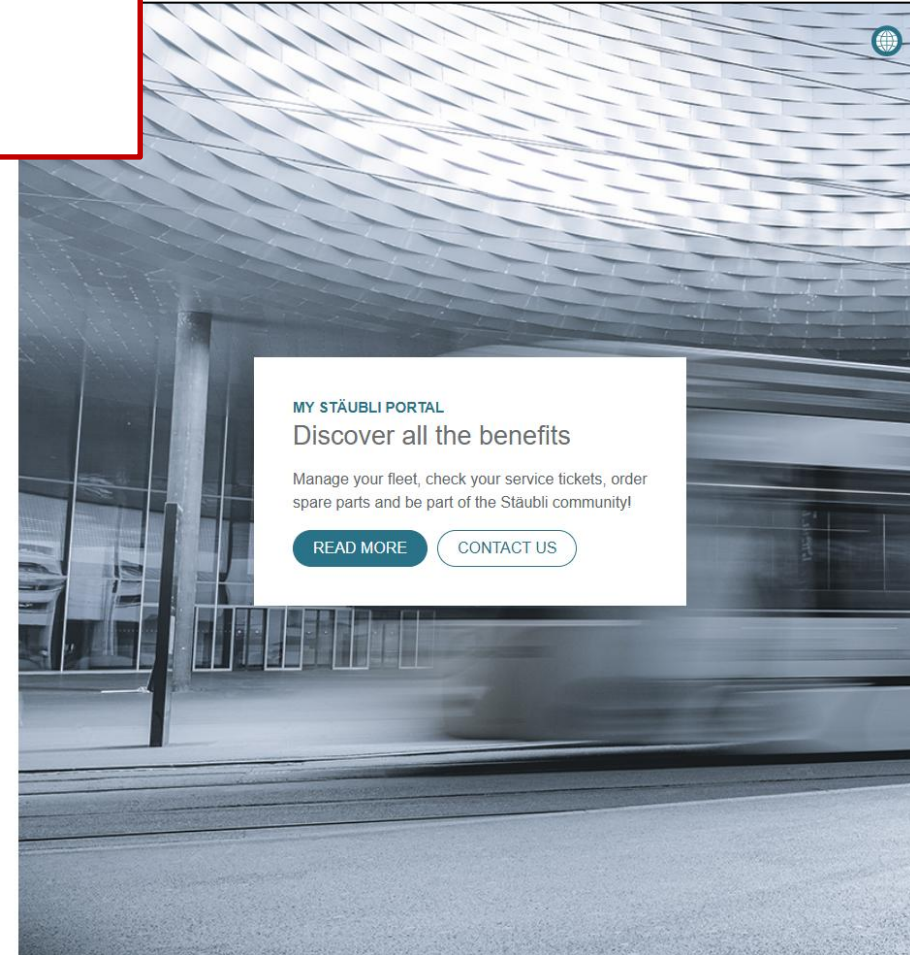 MY STÄUBLI PORTAL
Discover all the benefits
Manage your fleet, check your service tickets, order
spare parts and be part of the Stäubli community!
READ MORE
CONTACT US